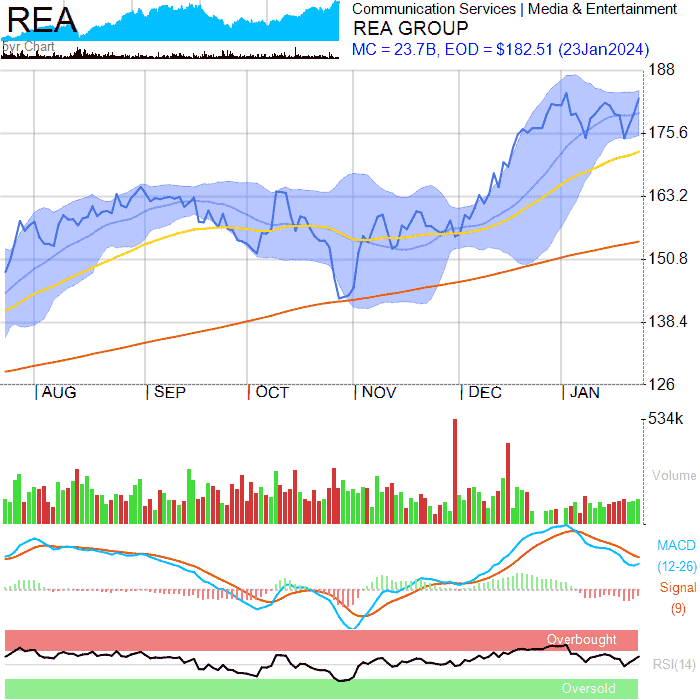 REA
5yr Chart
Communication Services | Media & Entertainment
REA GROUP
MC = 23.7B, EOD = $182.51 (23Jan2024)
188
175.6
163.2
150.8
138.4
126
AUG
SEP
OCT
NOV
DEC
JAN
534k
Volume
MACD
(12-26)
Signal
(9)
Overbought
RSI(14)
Oversold